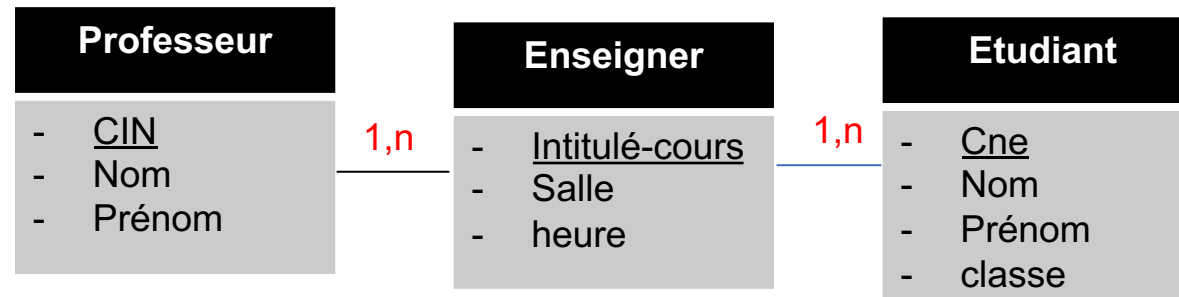 Professeur
- CIN
- Nom
- Prénom
1,n
Enseigner
- Intitulé-cours
- Salle
- heure
1,n
Etudiant
- Cne
- Nom
- Prénom
- classe